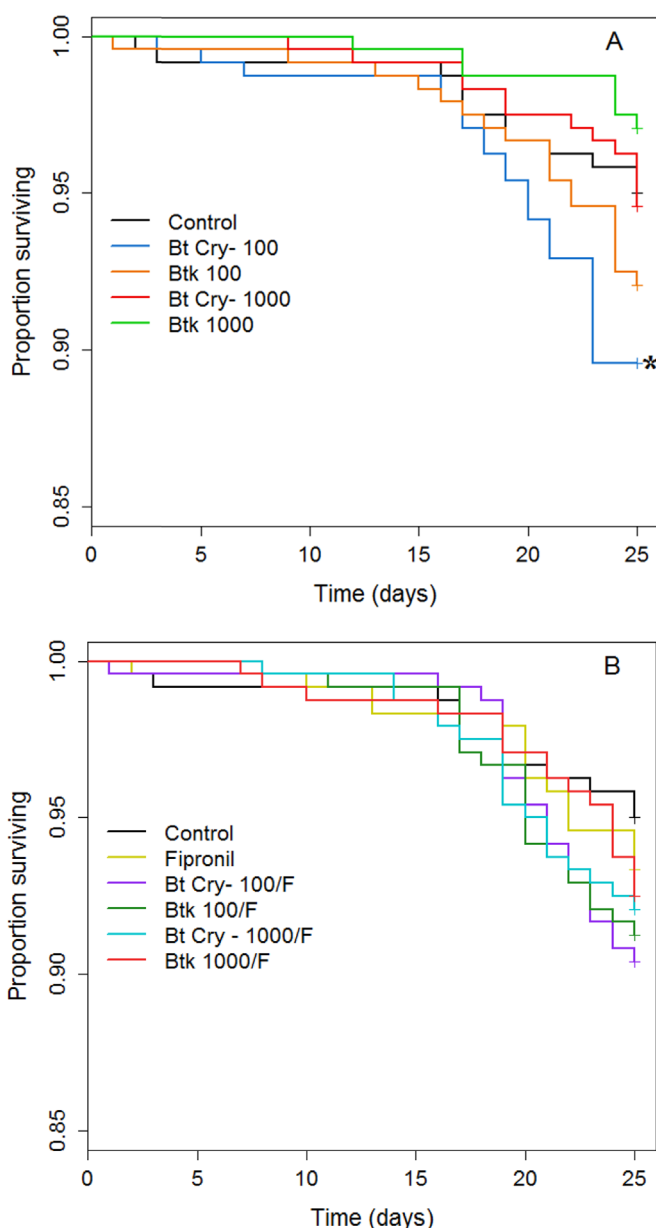 A
1.00
0.95
0.90
0.85
Proportion surviving
Control
Bt Cry- 100
Btk 100
Bt Cry- 1000
Btk 1000
*
0 5 10 15 20 25
Time (days)
B
1.00
0.95
0.90
0.85
Proportion surviving
Control
Fipronil
Bt Cry- 100/F
Btk 100/F
Bt Cry - 1000/F
Btk 1000/F
0 5 10 15 20 25
Time (days)